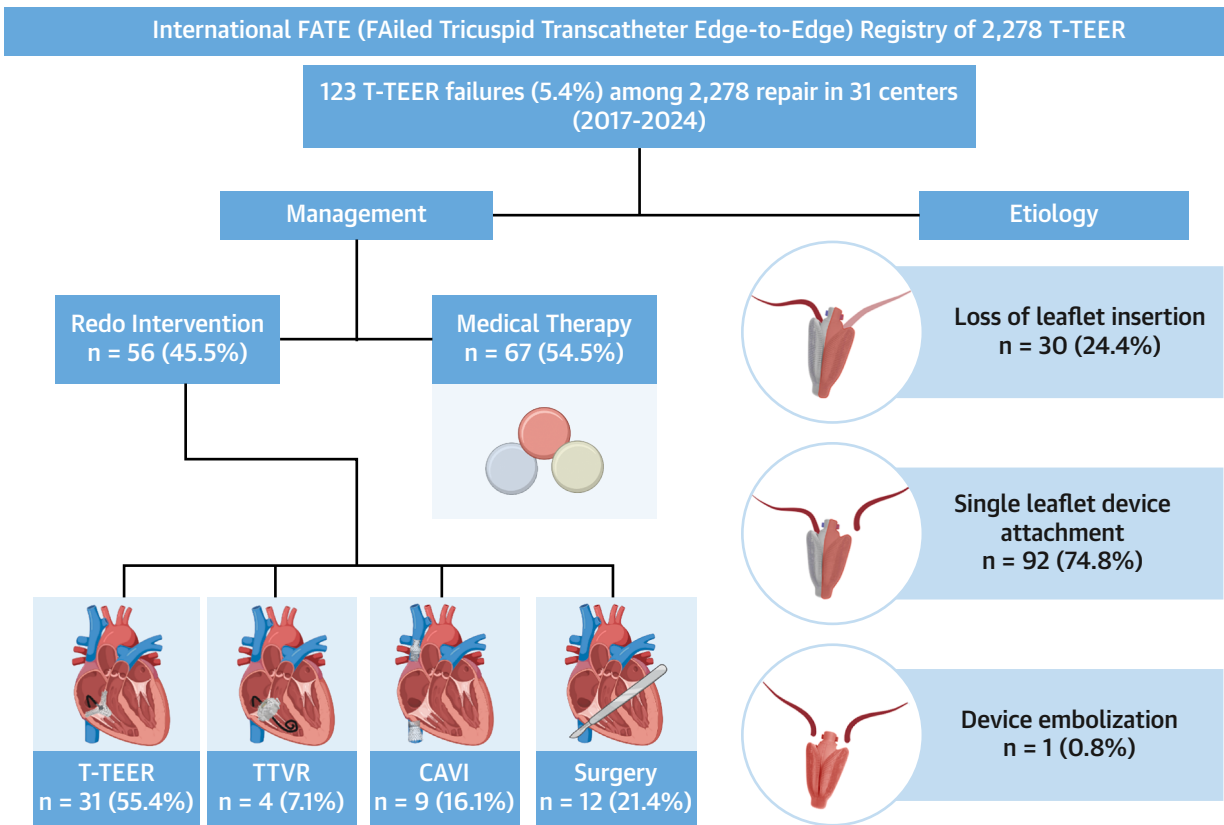 International FATE (FAiled Tricuspid Transcatheter Edge-to-Edge) Registry of 2,278 T-TEER
123 T-TEER failures (5.4%) among 2,278 repair in 31 centers
(2017-2024)
Management
Etiology
Redo Intervention
n = 56 (45.5%)
Medical Therapy
n = 67 (54.5%)
Loss of leaflet insertion
n = 30 (24.4%)
Single leaflet device
attachment
n = 92 (74.8%)
Device embolization
n = 1 (0.8%)
T-TEER
n = 31 (55.4%)
TTVR
n = 4 (7.1%)
CAVI
n = 9 (16.1%)
Surgery
n = 12 (21.4%)